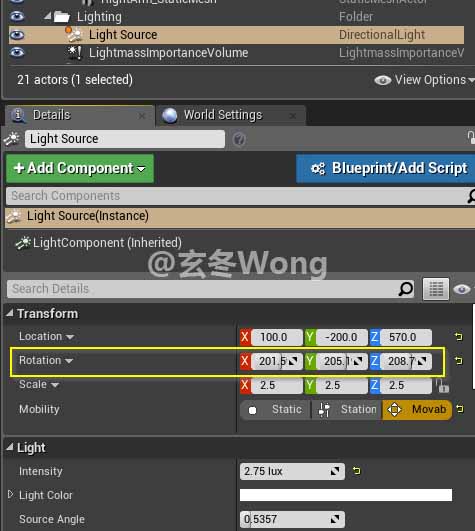 RightArm_StaticMesh StaticMeshActor
Lighting Folder
Light Source DirectionalLight
LightmassImportanceVolume LightmassImportanceV
21 actors (1 selected) View Options
Details World Settings
Light Source
+Add Component Blueprint/Add Script
Search Components
Light Source(Instance)
LightComponent (Inherited)
@玄冬Wong
Search Details
Transform
Location X 100.0 Y -200.0 Z 570.0
Rotation X 201.5 Y 205.1 Z 208.7
Scale X 2.5 Y 2.5 Z 2.5
Mobility Static Station Movab
Light
Intensity 2.75 lux
Light Color
Source Angle 0.5357